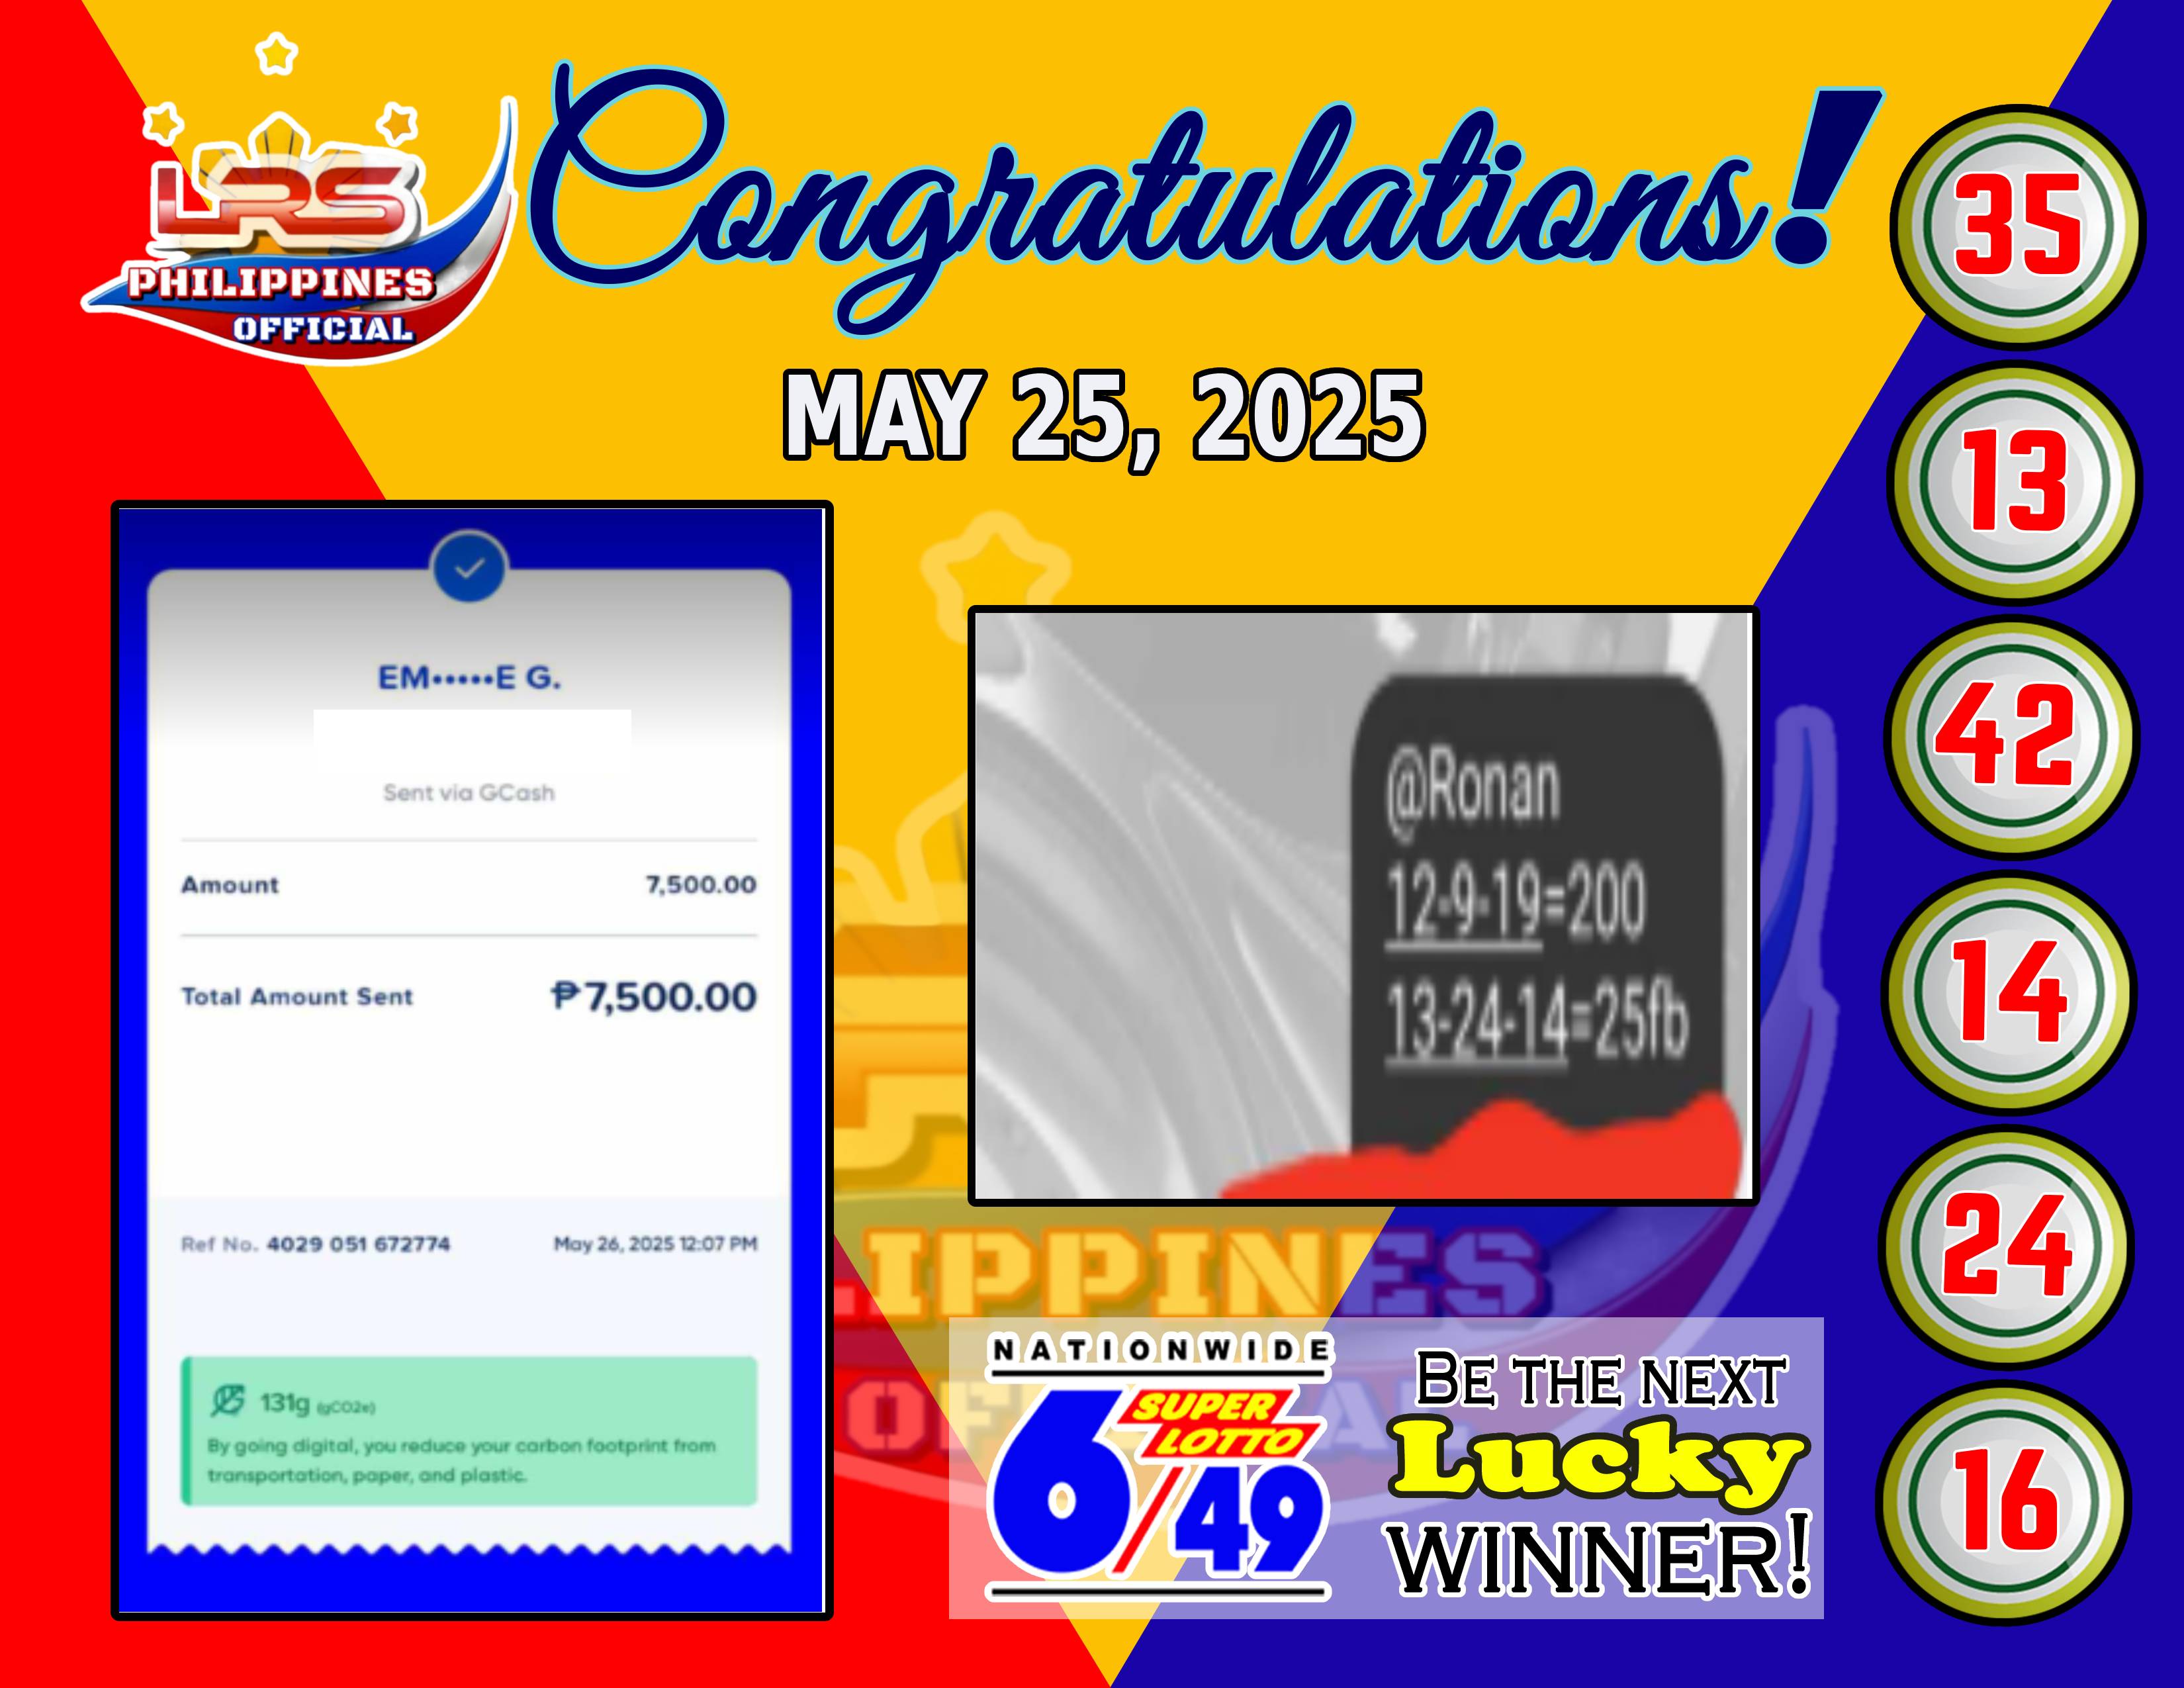 LRS
PHILIPPINES
OFFICIAL
Congratulations!
MAY 25, 2025
EM•••••E G.
Sent via GCash
Amount 7,500.00
Total Amount Sent ₱7,500.00
Ref No. 4029 051 672774 May 26, 2025 12:07 PM
131g (gCO2e)
By going digital, you reduce your carbon footprint from
transportation, paper, and plastic.
@Ronan
12-9-19=200
13-24-14=25fb
IPPINES
NATIONWIDE
6/49
SUPER
LOTTO
BE THE NEXT
Lucky
WINNER!
35
13
42
14
24
16